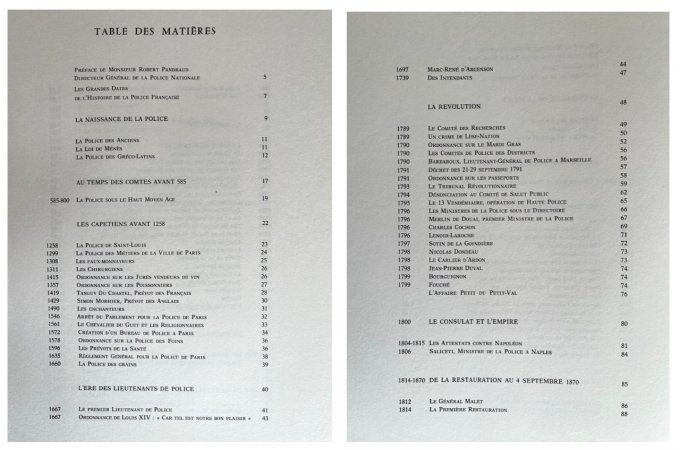 TABLE DES MATIÈRES
PRÉFACE DE MONSIEUR ROBERT PANDRAUD
DIRECTEUR GÉNÉRAL DE LA POLICE NATIONALE 5
LES GRANDES DATES
DE L'HISTOIRE DE LA POLICE FRANÇAISE 7
LA NAISSANCE DE LA POLICE 9
LA POLICE DES ANCIENS 11
LA LOI DE MÉNÈS 11
LA POLICE DES GRÉCO-LATINS 12
AU TEMPS DES COMTES AVANT 585 17
585-800 LA POLICE SOUS LE HAUT MOYEN AGE 19
LES CAPETIENS AVANT 1258 22
1258 LA POLICE DE SAINT-LOUIS 23
1299 LA POLICE DES MÉTIERS DE LA VILLE DE PARIS 24
1308 LES FAUX-MONNAYEURS 25
1311 LES CHIRURGIENS 26
1415 ORDONNANCE SUR LES JURÉS VENDEURS DE VIN 26
1357 ORDONNANCE SUR LES POISSONNIERS 27
1419 TANGUY DU CHASTEL, PRÉVOT DES FRANÇAIS 28
1429 SIMON MORHIER, PRÉVOT DES ANGLAIS 30
1490 LES ENCHANTEURS 31
1546 ARRÊT DU PARLEMENT POUR LA POLICE DE PARIS 32
1561 LE CHEVALIER DU GUET ET LES RELIGIONNAIRES 33
1572 CRÉATION D'UN BUREAU DE POLICE A PARIS 34
1578 ORDONNANCE SUR LA POLICE DES FOINS 36
1596 LES PRÉVOTS DE LA SANTÉ 36
1635 RÈGLEMENT GÉNÉRAL POUR LA POLICE DE PARIS 38
1660 LA POLICE DES GRAINS 39
L'ERE DES LIEUTENANTS DE POLICE 40
1667 LE PREMIER LIEUTENANT DE POLICE 41
1667 ORDONNANCE DE LOUIS XIV : « CAR TEL EST NOTRE BON PLAISIR » 43
1697 MARC-RENÉ D'ARGENSON 44
1739 DES INTENDANTS 47
LA REVOLUTION 48
1789 LE COMITÉ DES RECHERCHES 49
1789 UN CRIME DE LÈSE-NATION 50
1790 ORDONNANCE SUR LE MARDI GRAS 52
1790 LES COMITÉS DE POLICE DES DISTRICTS 56
1790 BARBAROUX, LIEUTENANT-GÉNÉRAL DE POLICE A MARSEILLE 56
1791 DÉCRET DES 21-29 SEPTEMBRE 1791 57
1791 ORDONNANCE SUR LES PASSEPORTS 58
1793 LE TRIBUNAL RÉVOLUTIONNAIRE 59
1794 DÉNONCIATION AU COMITÉ DE SALUT PUBLIC 62
1795 LE 13 VENDÉMIAIRE, OPÉRATION DE HAUTE POLICE 65
1796 LES MINISTRES DE LA POLICE SOUS LE DIRECTOIRE 66
1796 MERLIN DE DOUAI, PREMIER MINISTRE DE LA POLICE 67
1796 CHARLES COCHON 69
1796 LENOIR-LAROCHE 71
1797 SOTIN DE LA COINDIÈRE 72
1798 NICOLAS DONDEAU 73
1798 LE CARLIER D'ARDON 74
1798 JEAN-PIERRE DUVAL 74
1799 BOURGUIGNON 74
1799 FOUCHÉ 74
L'AFFAIRE PETIT DU PETIT-VAL 76
1800 LE CONSULAT ET L'EMPIRE 80
1804-1815 LES ATTENTATS CONTRE NAPOLÉON 81
1806 SALICETI, MINISTRE DE LA POLICE A NAPLES 84
1814-1870 DE LA RESTAURATION AU 4 SEPTEMBRE 1870 85
1812 LE GÉNÉRAL MALET 86
1814 LA PREMIÈRE RESTAURATION 88